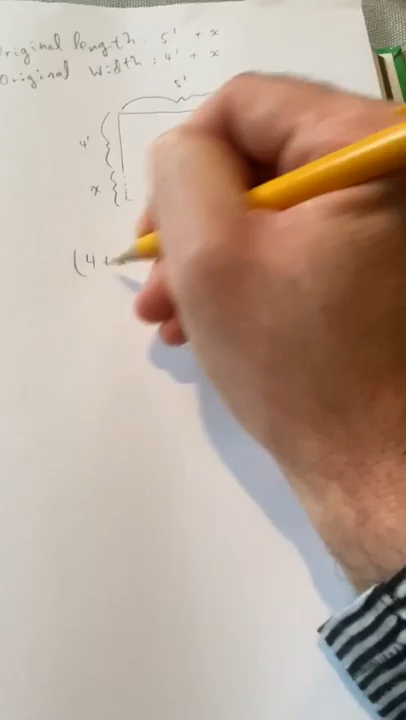 Original length : 5' + x
Original Width : 4' + x
5'
4'
x
(4 +